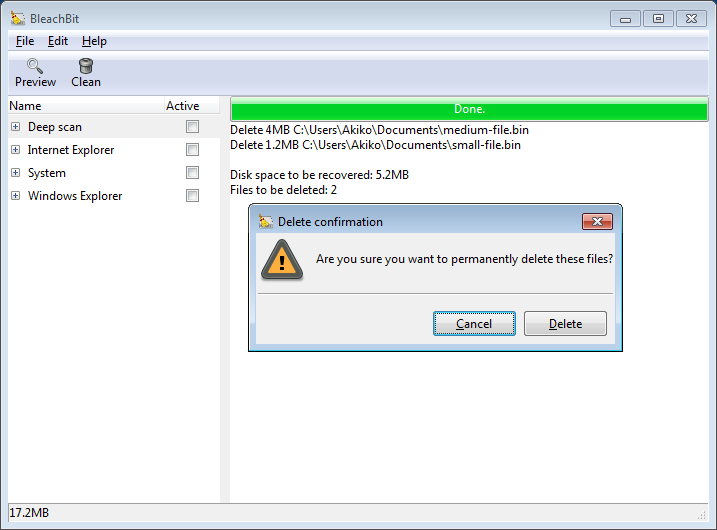 BleachBit
File Edit Help
Preview Clean
Name Active
Deep scan
Internet Explorer
System
Windows Explorer
Done.
Delete 4MB C:\Users\Akiko\Documents\medium-file.bin
Delete 1.2MB C:\Users\Akiko\Documents\small-file.bin
Disk space to be recovered: 5.2MB
Files to be deleted: 2
Delete confirmation
Are you sure you want to permanently delete these files?
Cancel Delete
17.2MB